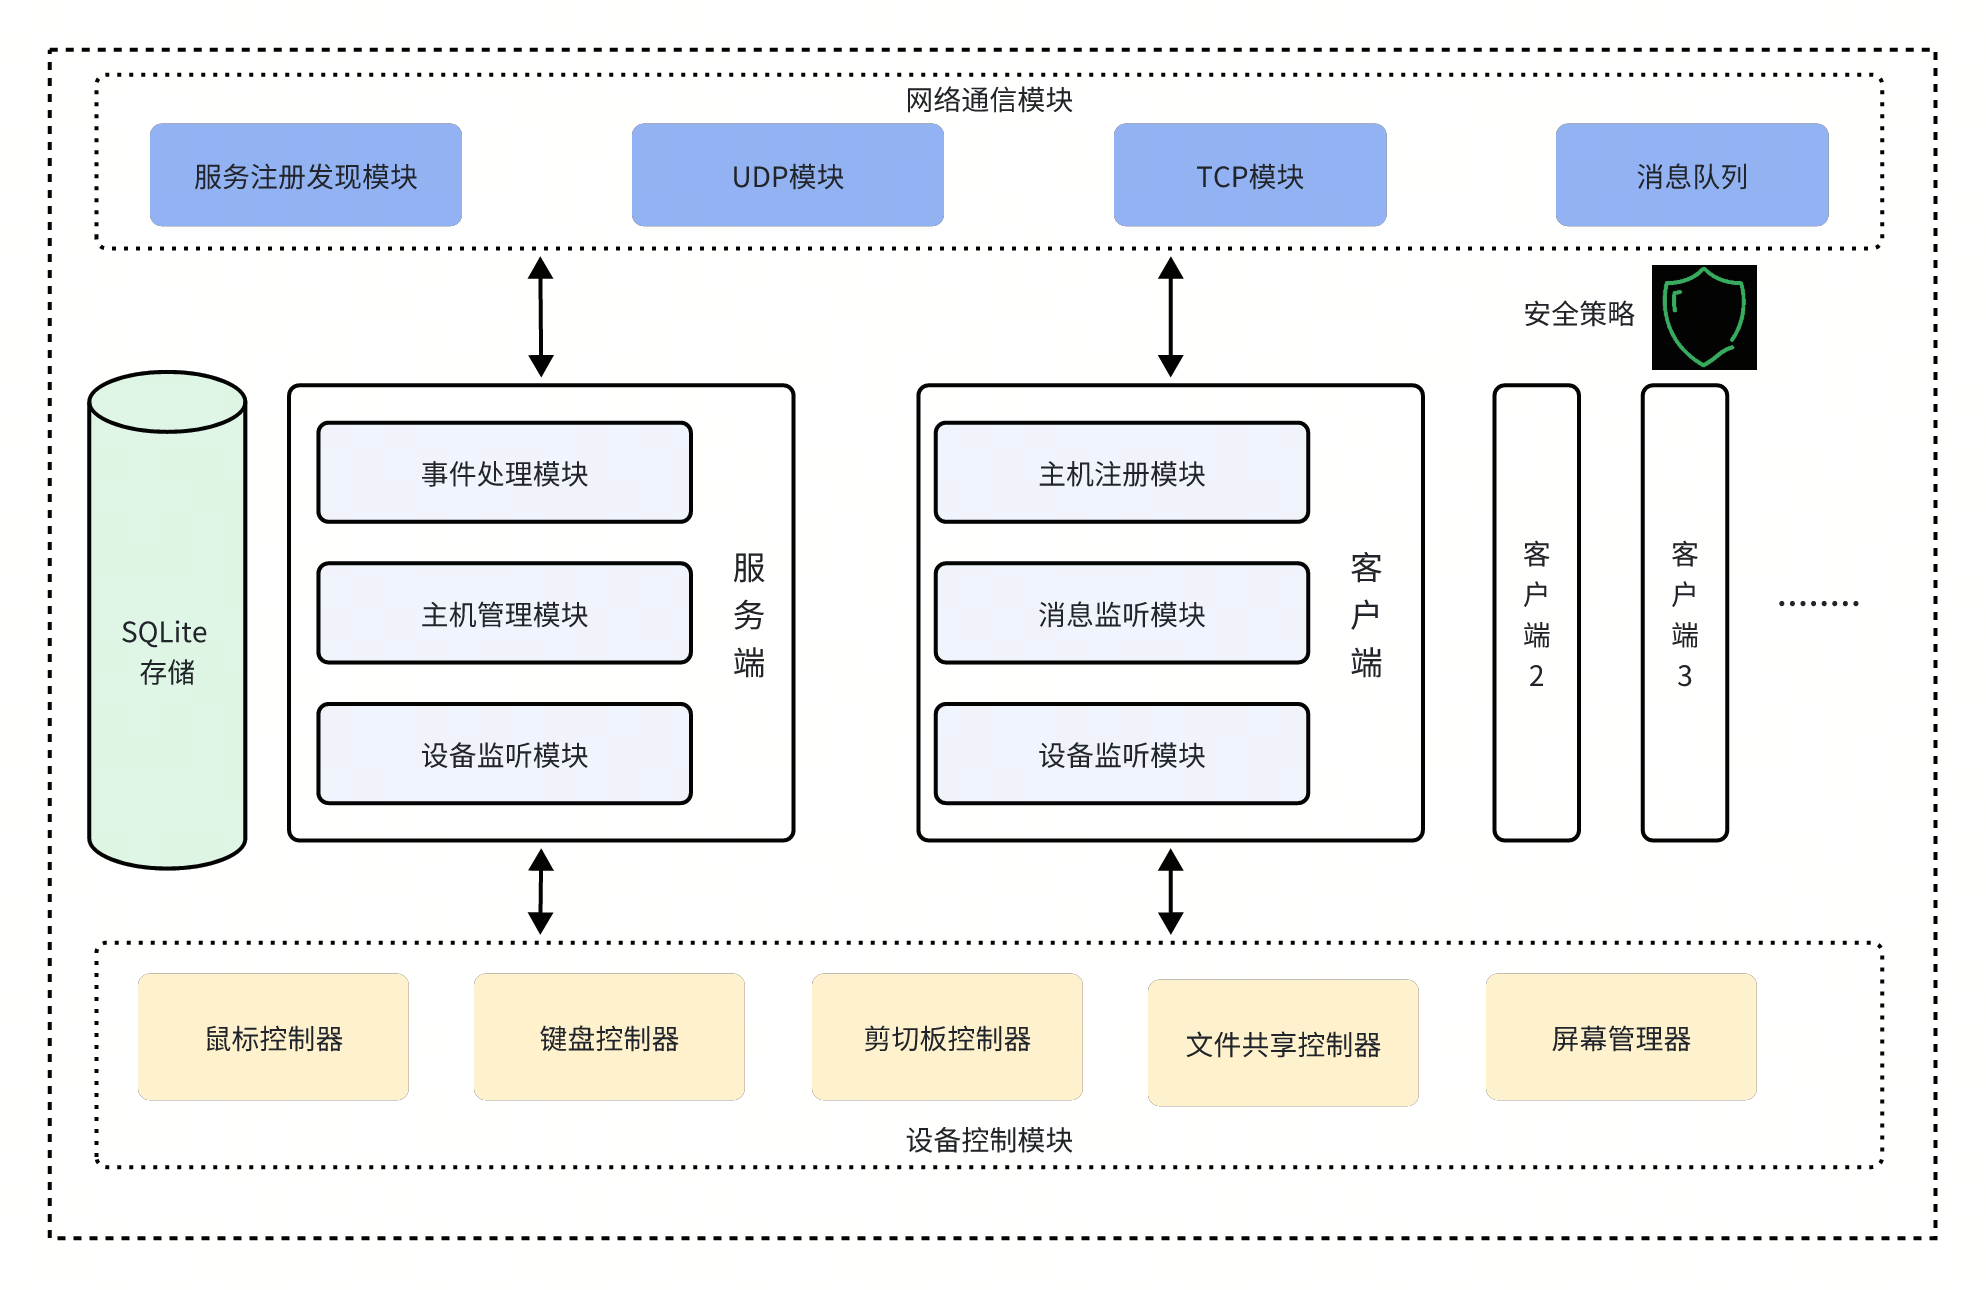 网络通信模块
服务注册发现模块
UDP模块
TCP模块
消息队列
安全策略
SQLite
存储
事件处理模块
主机管理模块
设备监听模块
服
务
端
主机注册模块
消息监听模块
设备监听模块
客
户
端
客
户
端
2
客
户
端
3
........
鼠标控制器
键盘控制器
剪切板控制器
文件共享控制器
屏幕管理器
设备控制模块